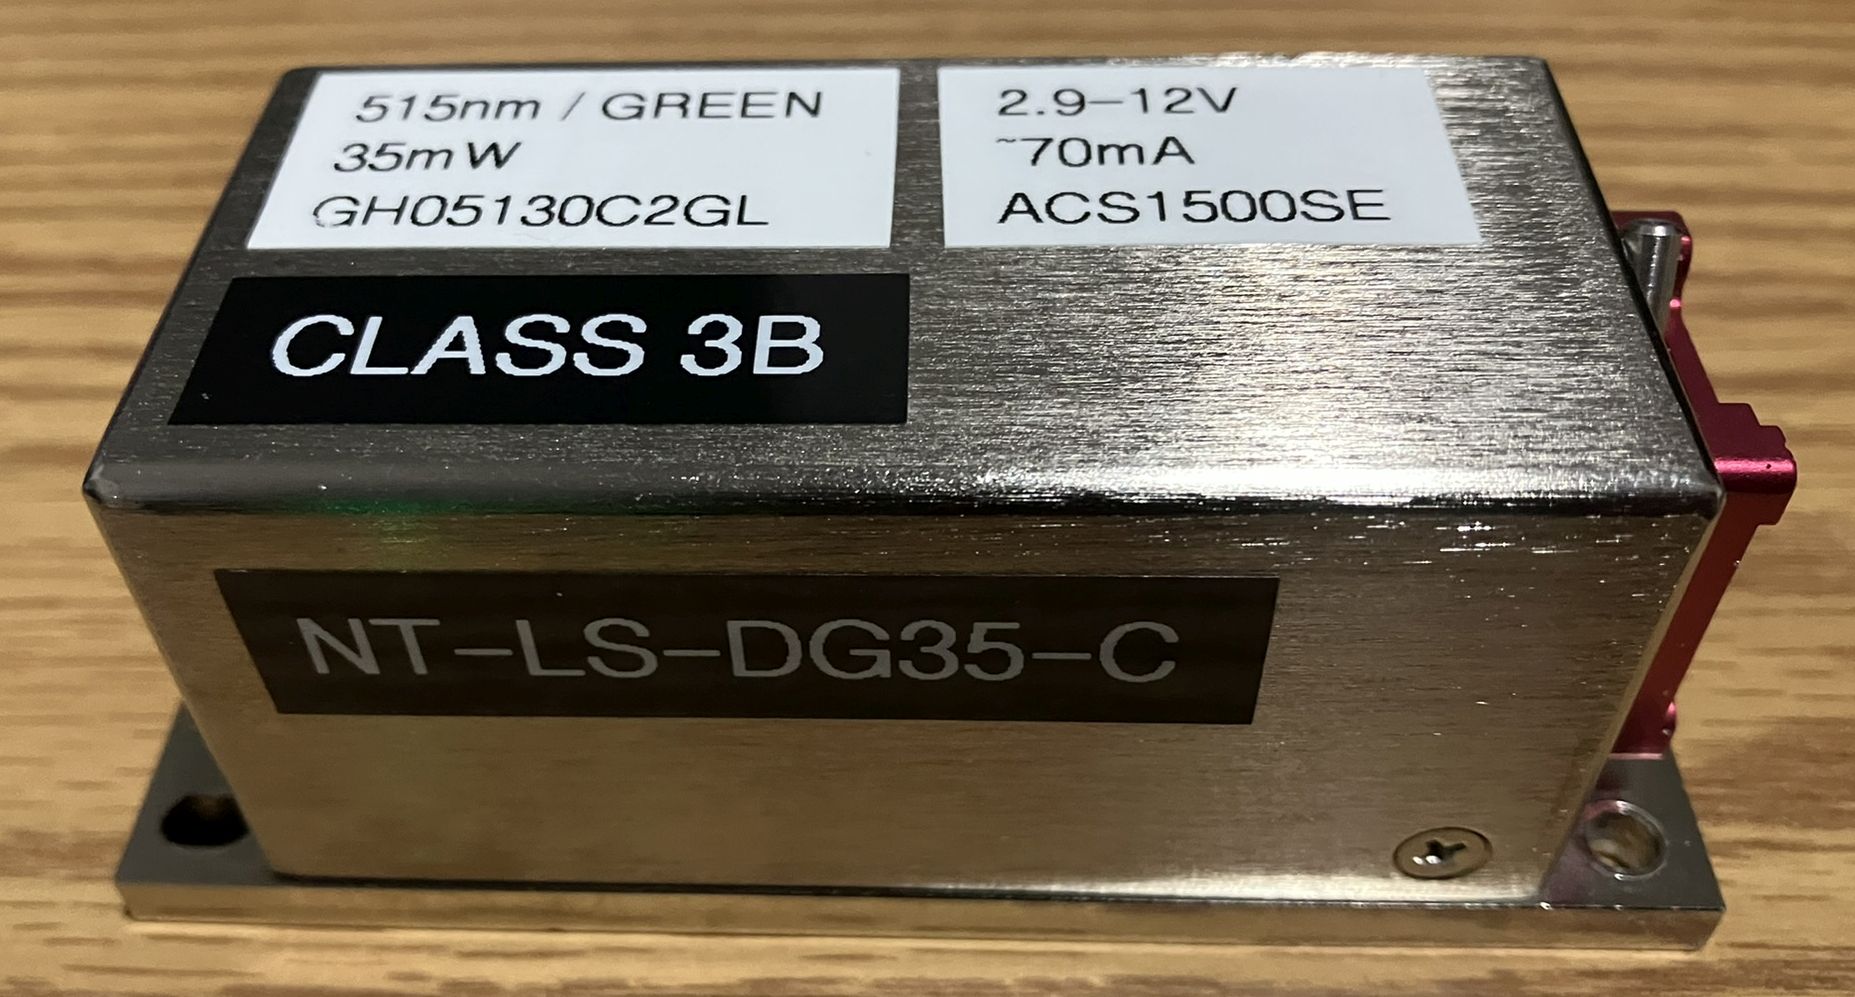 515nm / GREEN
35mW
GH05130C2GL
2.9-12V
~70mA
ACS1500SE
CLASS 3B
NT-LS-DG35-C